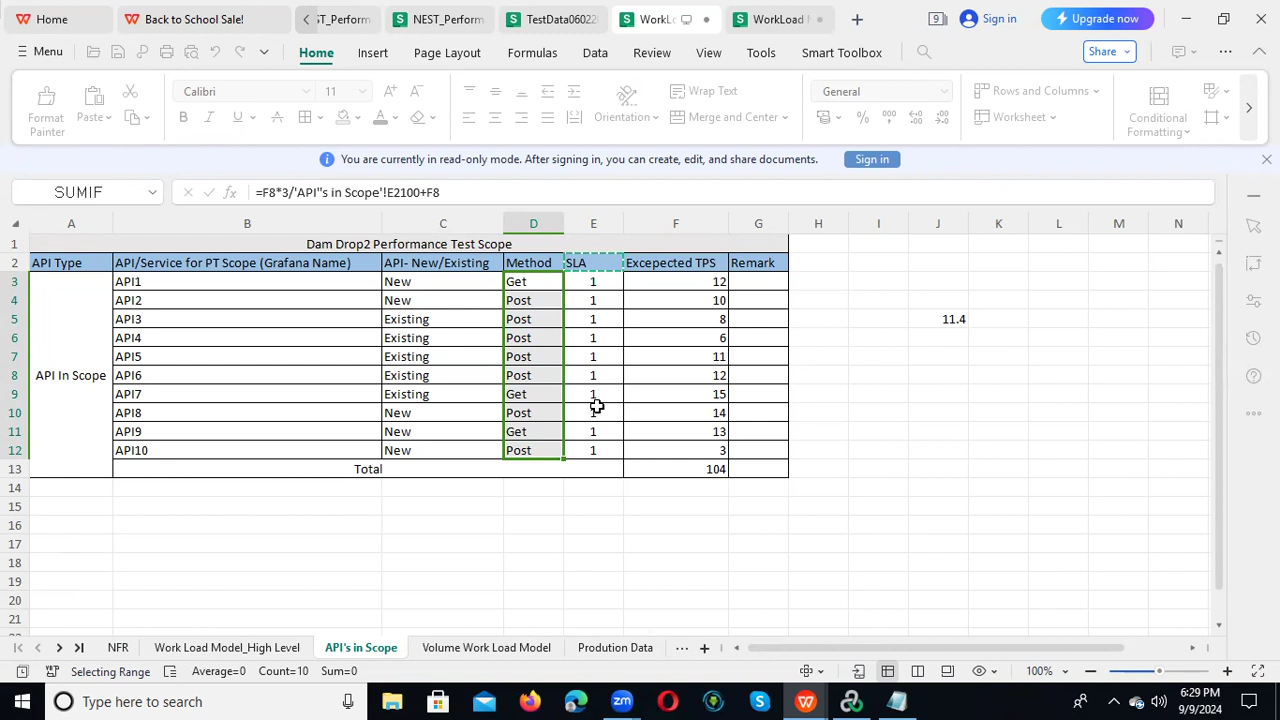 Home
Back to School Sale!
ST_Perform
NEST_Perform
TestData0602
WorkLo
WorkLoad M
9
Sign in
Upgrade now
Menu
Home
Insert
Page Layout
Formulas
Data
Review
View
Tools
Smart Toolbox
Share
Format Painter
Paste
Calibri
11
Wrap Text
Orientation
Merge and Center
General
Rows and Columns
Worksheet
Conditional Formatting
You are currently in read-only mode. After signing in, you can create, edit, and share documents.
Sign in
SUMIF
=F8*3/'API''s in Scope'!E2100+F8
A B C D E F G H I J K L M N
1 Dam Drop2 Performance Test Scope
2 API Type API/Service for PT Scope (Grafana Name) API- New/Existing Method SLA Excepected TPS Remark
3 API1 New Get 1 12
4 API2 New Post 1 10
5 API3 Existing Post 1 8 11.4
6 API4 Existing Post 1 6
7 API5 Existing Post 1 11
8 API In Scope API6 Existing Post 1 12
9 API7 Existing Get 1 15
10 API8 New Post 14
11 API9 New Get 1 13
12 API10 New Post 1 3
13 Total 104
14
15
16
17
18
19
20
21
NFR
Work Load Model_High Level
API's in Scope
Volume Work Load Model
Prodution Data
Selecting Range
Average=0
Count=10
Sum=0
100%
Type here to search
6:29 PM
9/9/2024